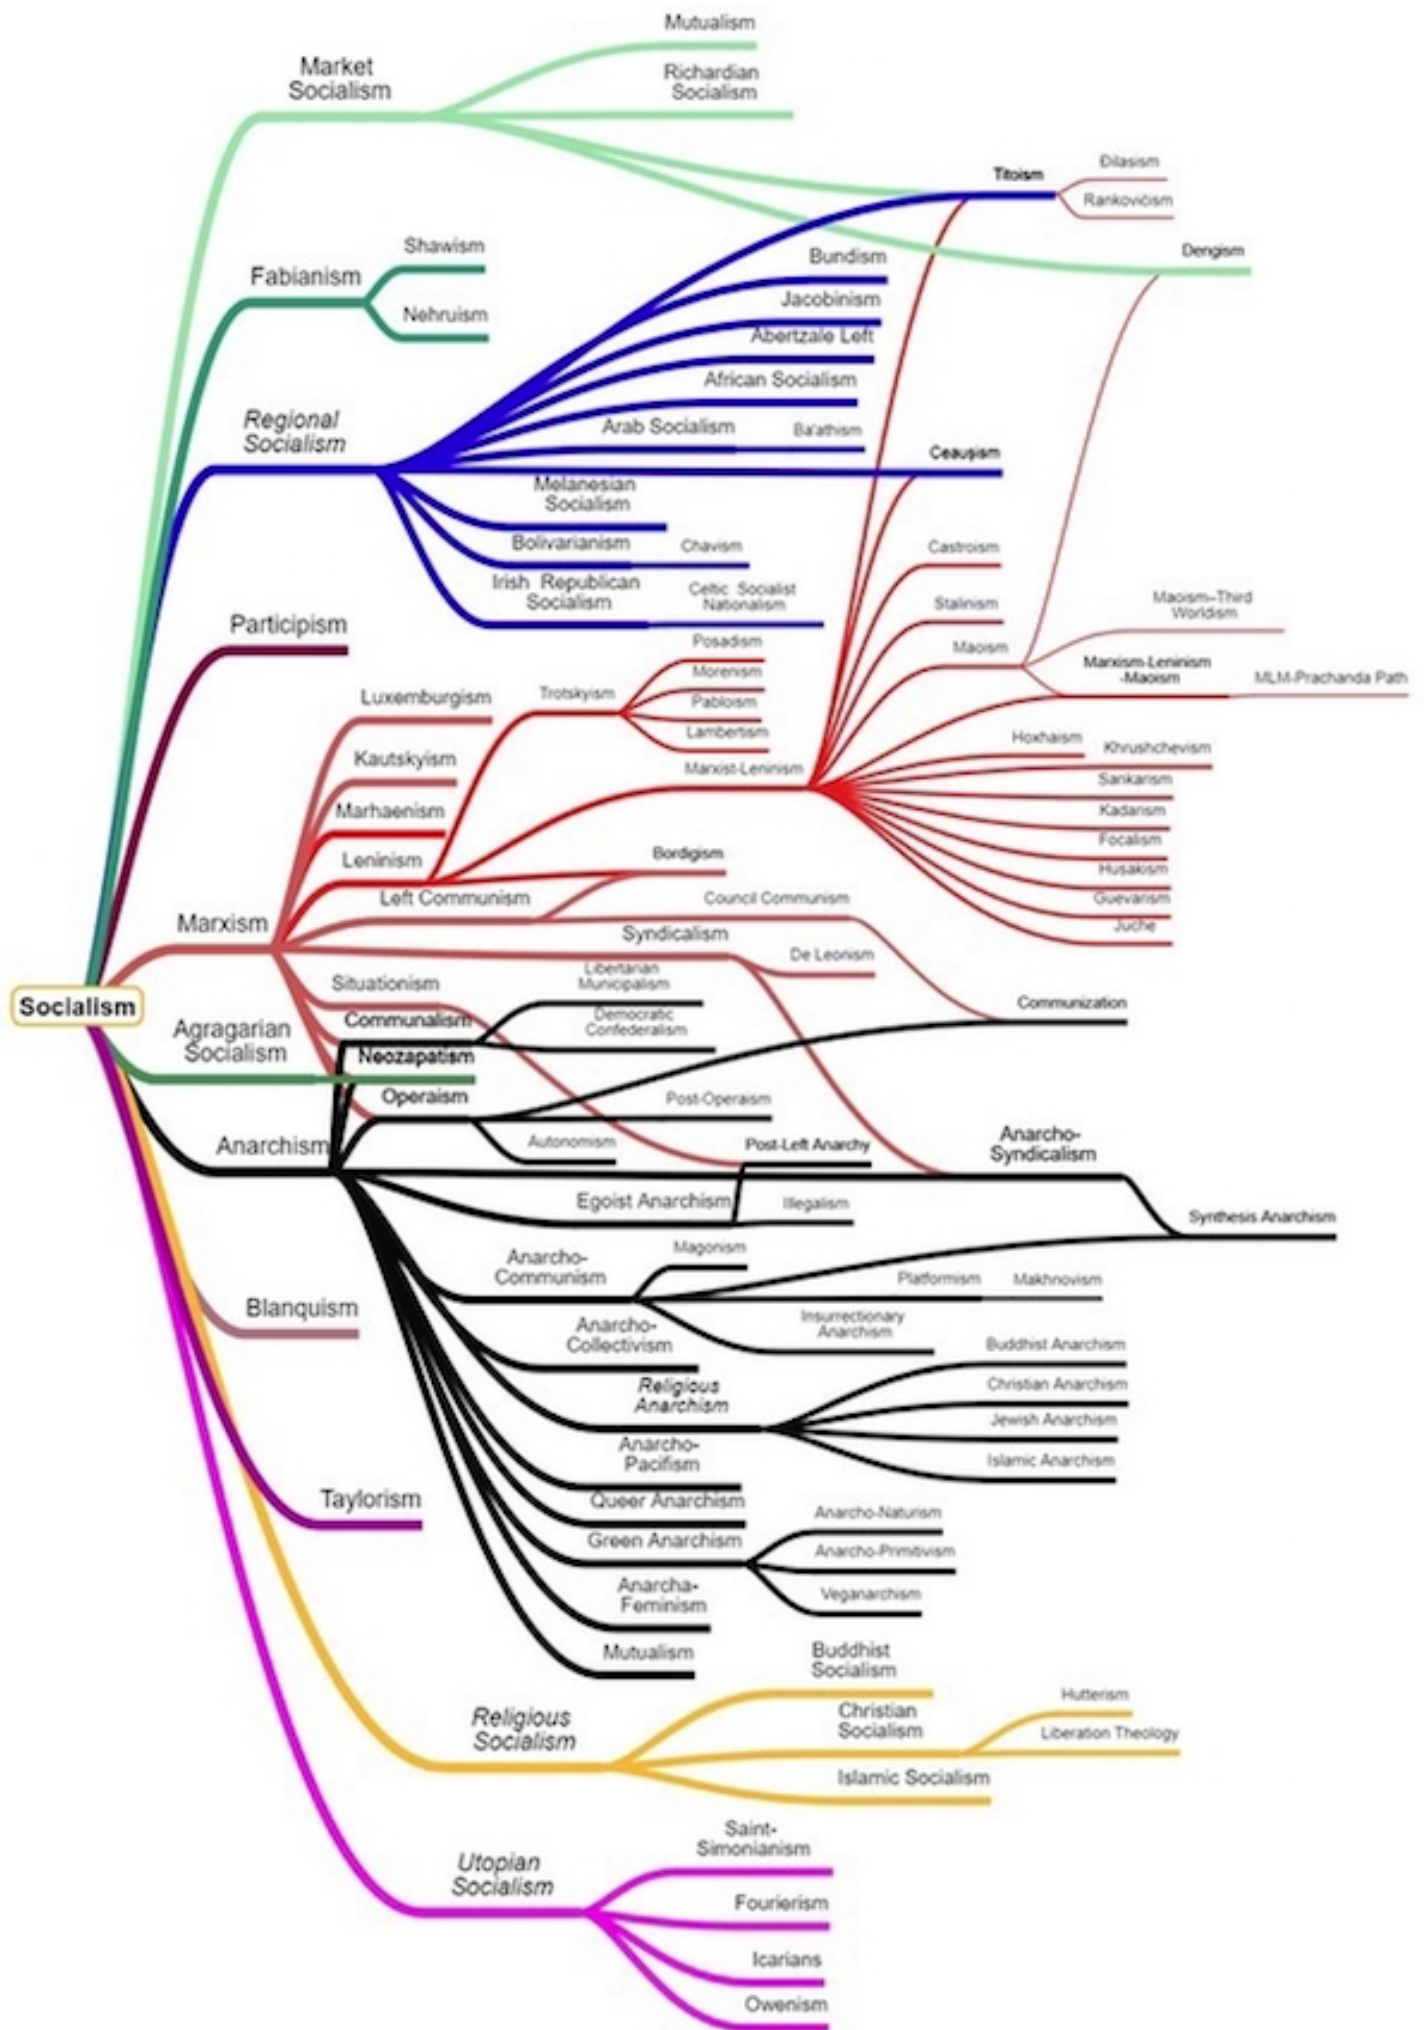 Mutualism
Market
Socialism
Richardian
Socialism
Titoism
Đilasism
Rankovićism
Dengism
Fabianism
Shawism
Nehruism
Regional
Socialism
Bundism
Jacobinism
Abertzale Left
African Socialism
Arab Socialism
Ba'athism
Ceaușism
Melanesian
Socialism
Bolivarianism
Chavism
Irish Republican
Socialism
Celtic Socialist
Nationalism
Participism
Marxism
Luxemburgism
Kautskyism
Marhaenism
Leninism
Trotskyism
Posadism
Morenism
Pabloism
Lambertism
Marxist-Leninism
Castroism
Stalinism
Maoism
Maoism–Third
Worldism
Marxism-Leninism
-Maoism
MLM-Prachanda Path
Hoxhaism
Khrushchevism
Sankarism
Kadarism
Focalism
Husakism
Guevarism
Juche
Left Communism
Bordigism
Council Communism
Syndicalism
De Leonism
Situationism
Communization
Socialism
Agragarian
Socialism
Communalism
Libertarian
Municipalism
Democratic
Confederalism
Neozapatism
Operaism
Post-Operaism
Autonomism
Anarchism
Post-Left Anarchy
Anarcho-
Syndicalism
Egoist Anarchism
Illegalism
Synthesis Anarchism
Anarcho-
Communism
Magonism
Platformism
Makhnovism
Insurrectionary
Anarchism
Anarcho-
Collectivism
Religious
Anarchism
Buddhist Anarchism
Christian Anarchism
Jewish Anarchism
Islamic Anarchism
Anarcho-
Pacifism
Queer Anarchism
Green Anarchism
Anarcho-Naturism
Anarcho-Primitivism
Veganarchism
Anarcha-
Feminism
Mutualism
Blanquism
Taylorism
Religious
Socialism
Buddhist
Socialism
Christian
Socialism
Hutterism
Liberation Theology
Islamic Socialism
Utopian
Socialism
Saint-
Simonianism
Fourierism
Icarians
Owenism